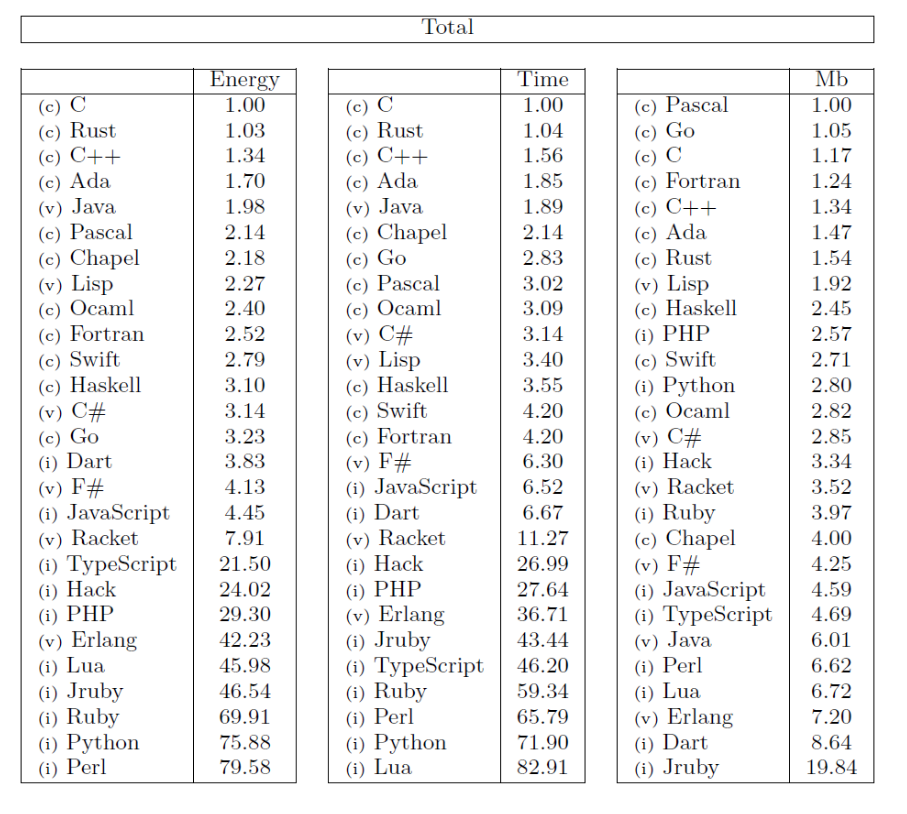 Total
Energy Time Mb
(c) C 1.00 (c) C 1.00 (c) Pascal 1.00
(c) Rust 1.03 (c) Rust 1.04 (c) Go 1.05
(c) C++ 1.34 (c) C++ 1.56 (c) C 1.17
(c) Ada 1.70 (c) Ada 1.85 (c) Fortran 1.24
(v) Java 1.98 (v) Java 1.89 (c) C++ 1.34
(c) Pascal 2.14 (c) Chapel 2.14 (c) Ada 1.47
(c) Chapel 2.18 (c) Go 2.83 (c) Rust 1.54
(v) Lisp 2.27 (c) Pascal 3.02 (v) Lisp 1.92
(c) Ocaml 2.40 (c) Ocaml 3.09 (c) Haskell 2.45
(c) Fortran 2.52 (v) C# 3.14 (i) PHP 2.57
(c) Swift 2.79 (v) Lisp 3.40 (c) Swift 2.71
(c) Haskell 3.10 (c) Haskell 3.55 (i) Python 2.80
(v) C# 3.14 (c) Swift 4.20 (c) Ocaml 2.82
(c) Go 3.23 (c) Fortran 4.20 (v) C# 2.85
(i) Dart 3.83 (v) F# 6.30 (i) Hack 3.34
(v) F# 4.13 (i) JavaScript 6.52 (v) Racket 3.52
(i) JavaScript 4.45 (i) Dart 6.67 (i) Ruby 3.97
(v) Racket 7.91 (v) Racket 11.27 (c) Chapel 4.00
(i) TypeScript 21.50 (i) Hack 26.99 (v) F# 4.25
(i) Hack 24.02 (i) PHP 27.64 (i) JavaScript 4.59
(i) PHP 29.30 (v) Erlang 36.71 (i) TypeScript 4.69
(v) Erlang 42.23 (i) Jruby 43.44 (v) Java 6.01
(i) Lua 45.98 (i) TypeScript 46.20 (i) Perl 6.62
(i) Jruby 46.54 (i) Ruby 59.34 (i) Lua 6.72
(i) Ruby 69.91 (i) Perl 65.79 (v) Erlang 7.20
(i) Python 75.88 (i) Python 71.90 (i) Dart 8.64
(i) Perl 79.58 (i) Lua 82.91 (i) Jruby 19.84